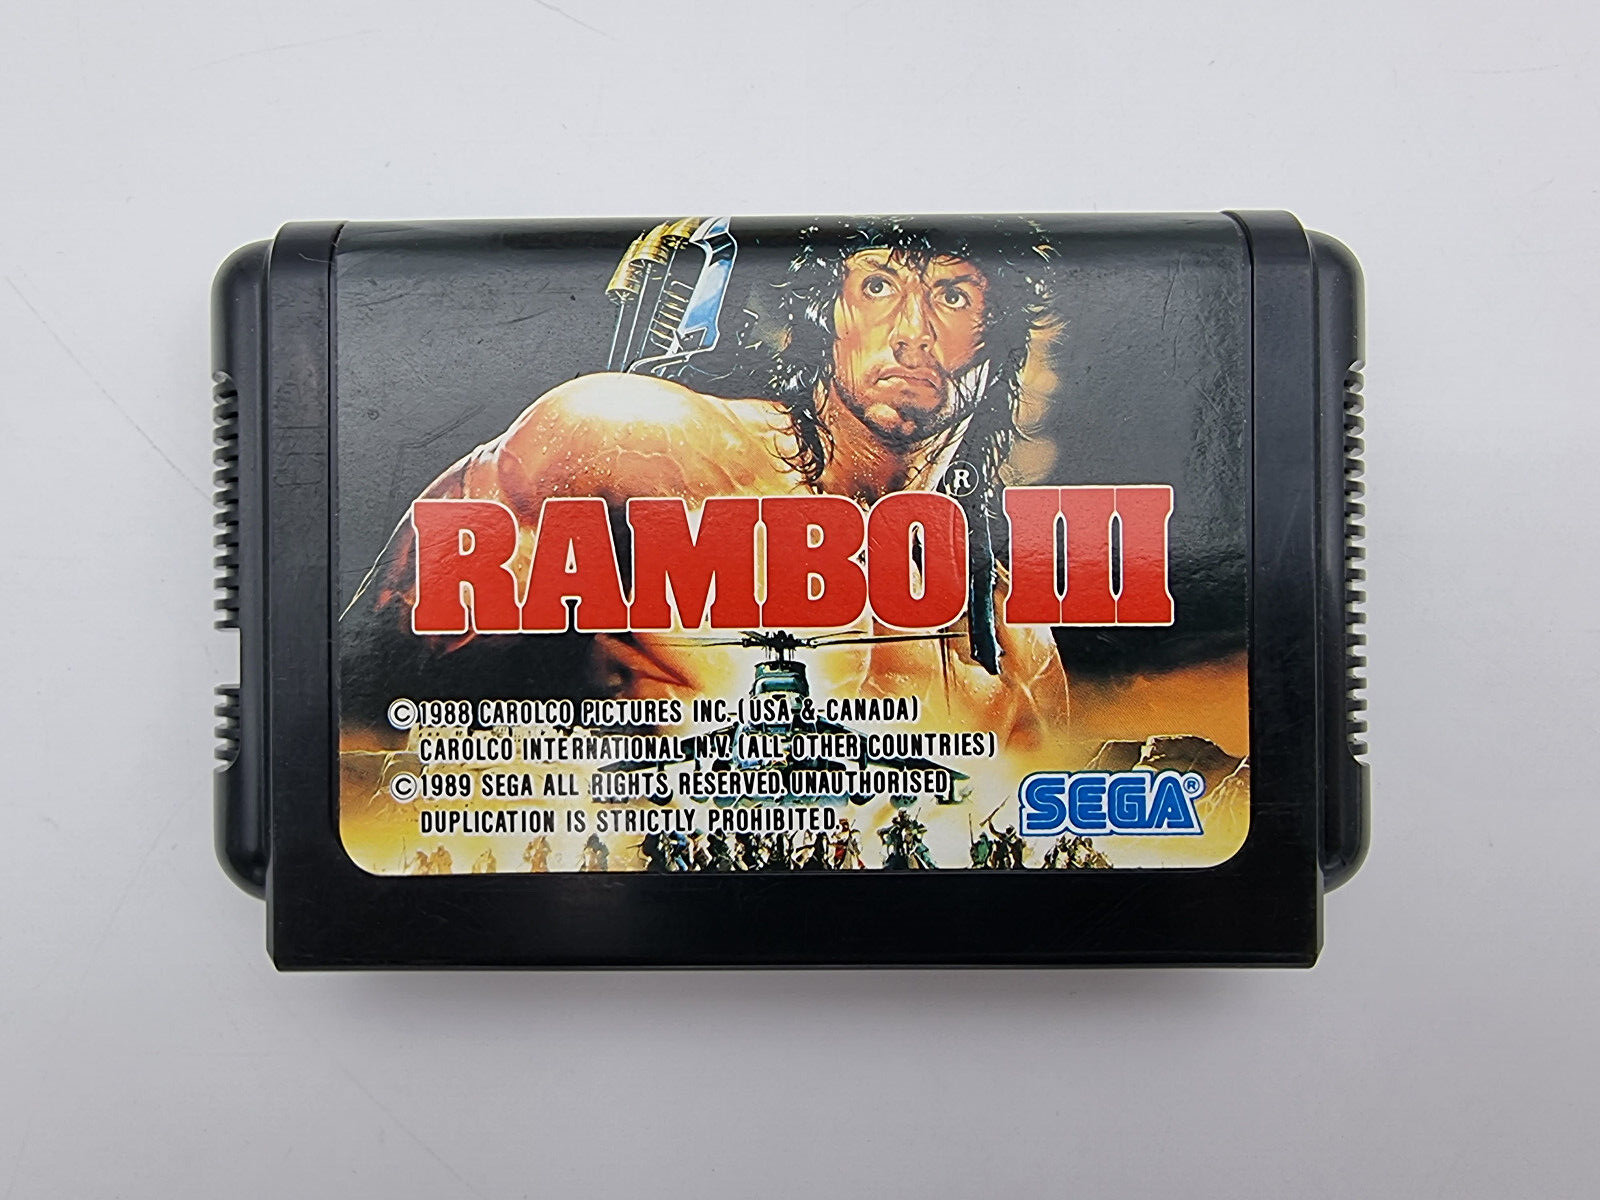 RAMBO® III
©1988 CAROLCO PICTURES INC. (USA & CANADA)
CAROLCO INTERNATIONAL N.V. (ALL OTHER COUNTRIES)
©1989 SEGA ALL RIGHTS RESERVED. UNAUTHORISED
DUPLICATION IS STRICTLY PROHIBITED.
SEGA®